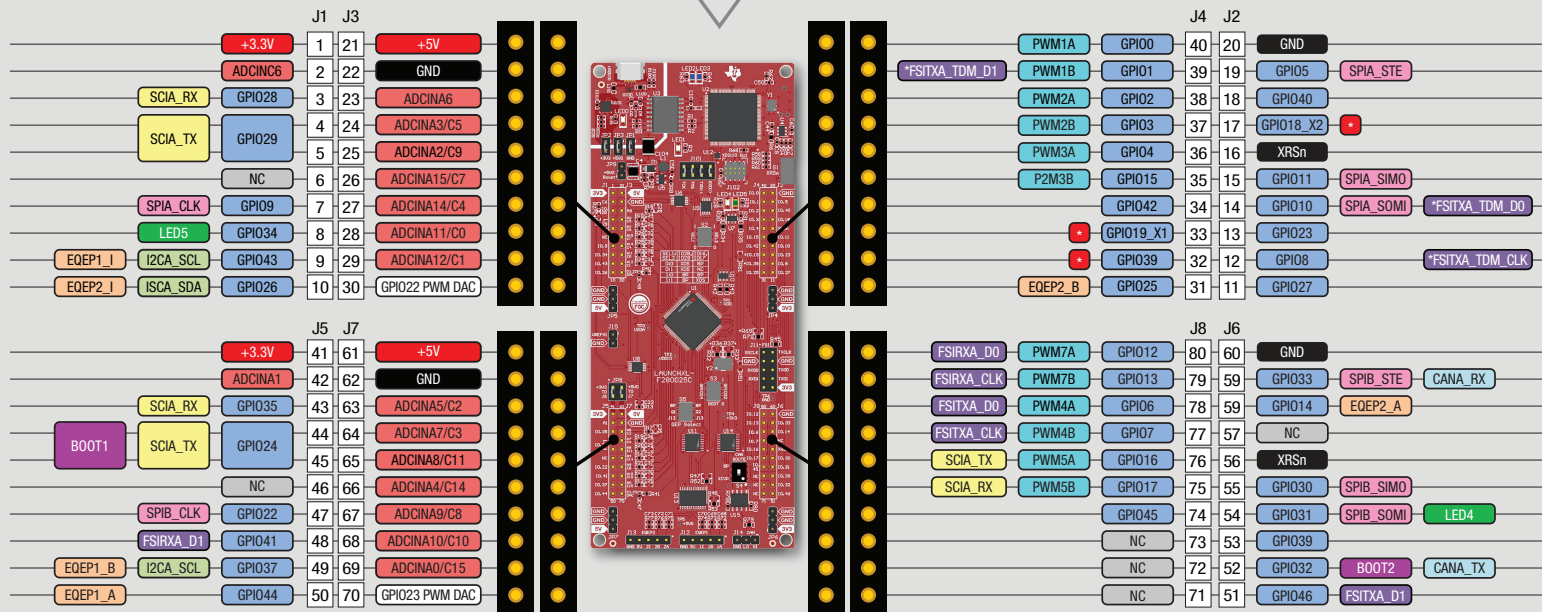 J1 J3
+3.3V 1 21 +5V
ADCINC6 2 22 GND
SCIA_RX GPIO28 3 23 ADCINA6
SCIA_TX GPIO29 4 24 ADCINA3/C5
5 25 ADCINA2/C9
NC 6 26 ADCINA15/C7
SPIA_CLK GPIO9 7 27 ADCINA14/C4
LED5 GPIO34 8 28 ADCINA11/C0
EQEP1_I I2CA_SCL GPIO43 9 29 ADCINA12/C1
EQEP2_I ISCA_SDA GPIO26 10 30 GPIO22 PWM DAC
J4 J2
PWM1A GPIO0 40 20 GND
*FSITXA_TDM_D1 PWM1B GPIO1 39 19 GPIO5 SPIA_STE
PWM2A GPIO2 38 18 GPIO40
PWM2B GPIO3 37 17 GPIO18_X2 *
PWM3A GPIO4 36 16 XRSn
P2M3B GPIO15 35 15 GPIO11 SPIA_SIMO
GPIO42 34 14 GPIO10 SPIA_SOMI *FSITXA_TDM_D0
* GPIO19_X1 33 13 GPIO23
* GPIO39 32 12 GPIO8 *FSITXA_TDM_CLK
EQEP2_B GPIO25 31 11 GPIO27
J5 J7
+3.3V 41 61 +5V
ADCINA1 42 62 GND
SCIA_RX GPIO35 43 63 ADCINA5/C2
BOOT1 SCIA_TX GPIO24 44 64 ADCINA7/C3
45 65 ADCINA8/C11
NC 46 66 ADCINA4/C14
SPIB_CLK GPIO22 47 67 ADCINA9/C8
FSIRXA_D1 GPIO41 48 68 ADCINA10/C10
EQEP1_B I2CA_SCL GPIO37 49 69 ADCINA0/C15
EQEP1_A GPIO44 50 70 GPIO23 PWM DAC
J8 J6
FSIRXA_D0 PWM7A GPIO12 80 60 GND
FSIRXA_CLK PWM7B GPIO13 79 59 GPIO33 SPIB_STE CANA_RX
FSITXA_D0 PWM4A GPIO6 78 59 GPIO14 EQEP2_A
FSITXA_CLK PWM4B GPIO7 77 57 NC
SCIA_TX PWM5A GPIO16 76 56 XRSn
SCIA_RX PWM5B GPIO17 75 55 GPIO30 SPIB_SIMO
GPIO45 74 54 GPIO31 SPIB_SOMI LED4
NC 73 53 GPIO39
NC 72 52 GPIO32 BOOT2 CANA_TX
NC 71 51 GPIO46 FSITXA_D1
LAUNCHXL-
F280025C